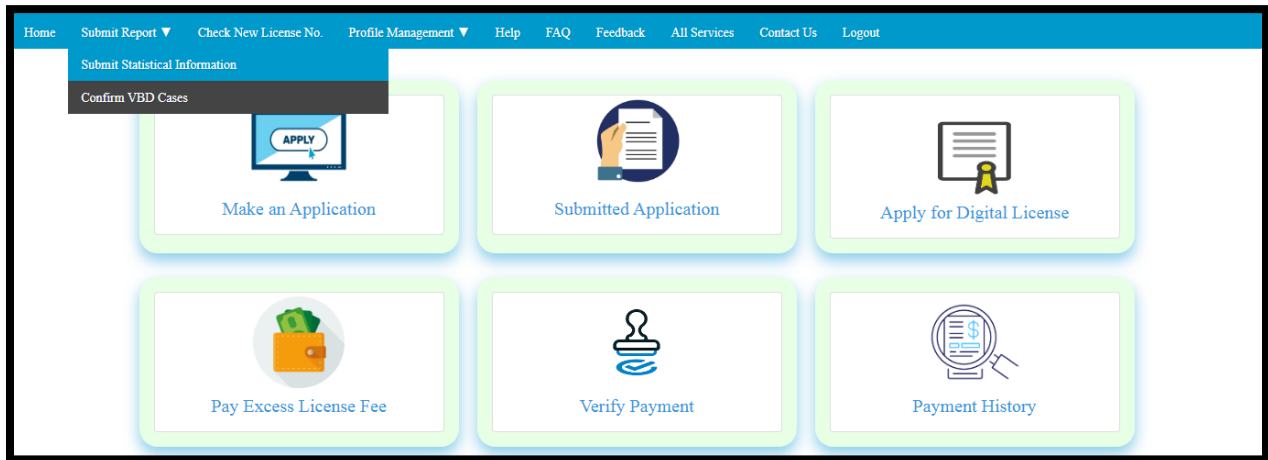 Home Submit Report ▼ Check New License No. Profile Management ▼ Help FAQ Feedback All Services Contact Us Logout
Submit Statistical Information
Confirm VBD Cases
APPLY
Make an Application
Submitted Application
Apply for Digital License
$
Pay Excess License Fee
Verify Payment
Payment History